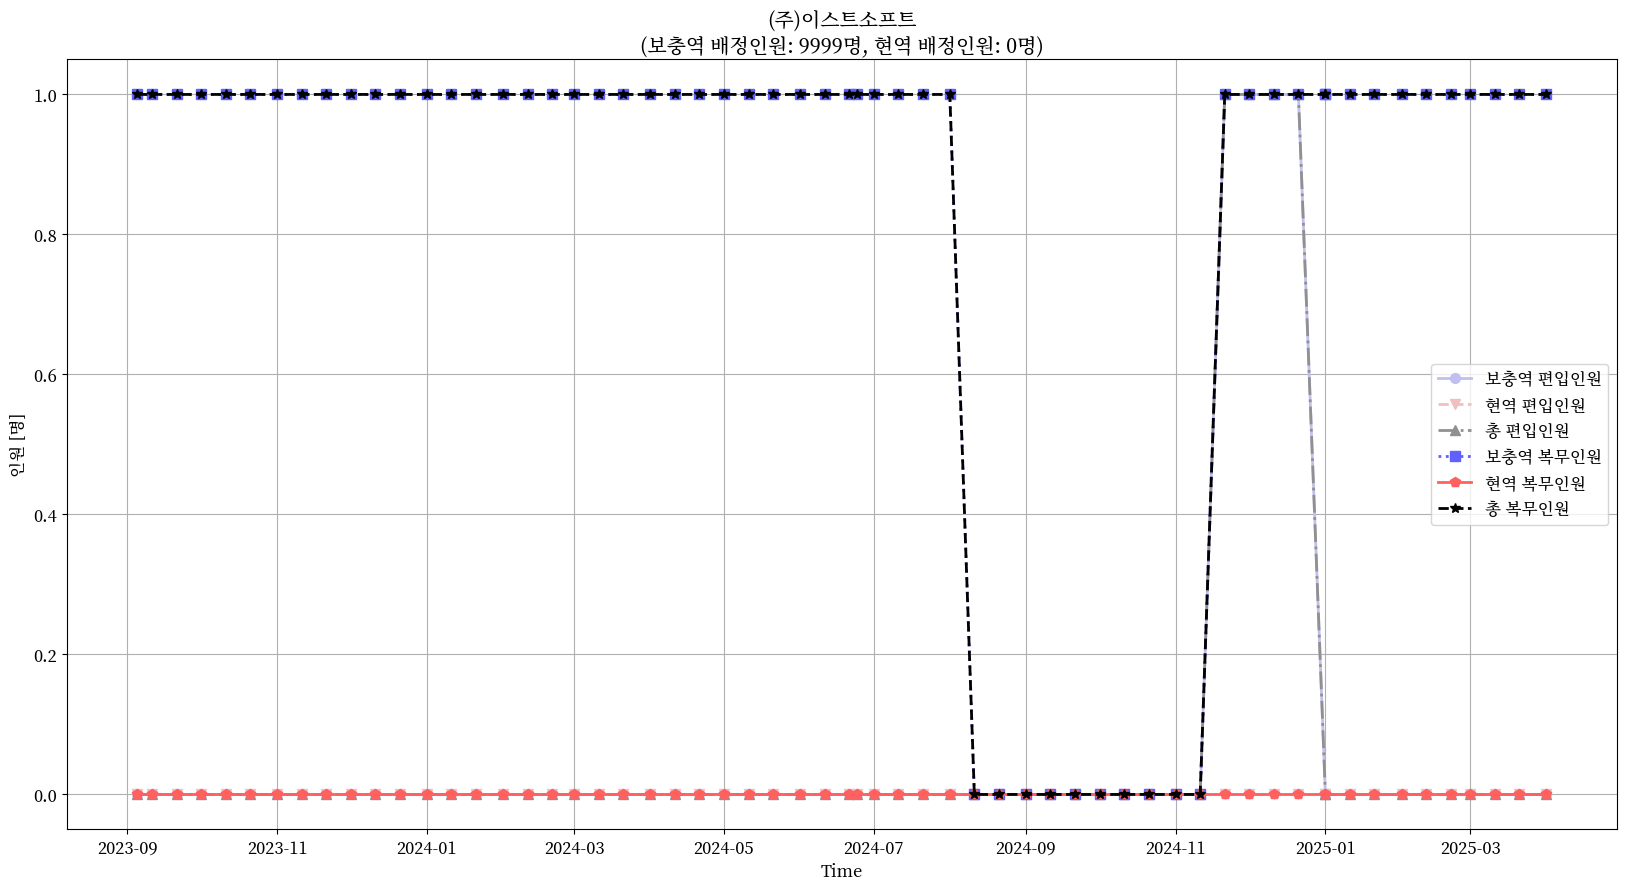 (주)이스트소프트
(보충역 배정인원: 9999명, 현역 배정인원: 0명)
인원 [명]
1.0
0.8
0.6
0.4
0.2
0.0
보충역 편입인원
현역 편입인원
총 편입인원
보충역 복무인원
현역 복무인원
총 복무인원
2023-09
2023-11
2024-01
2024-03
2024-05
2024-07
2024-09
2024-11
2025-01
2025-03
Time